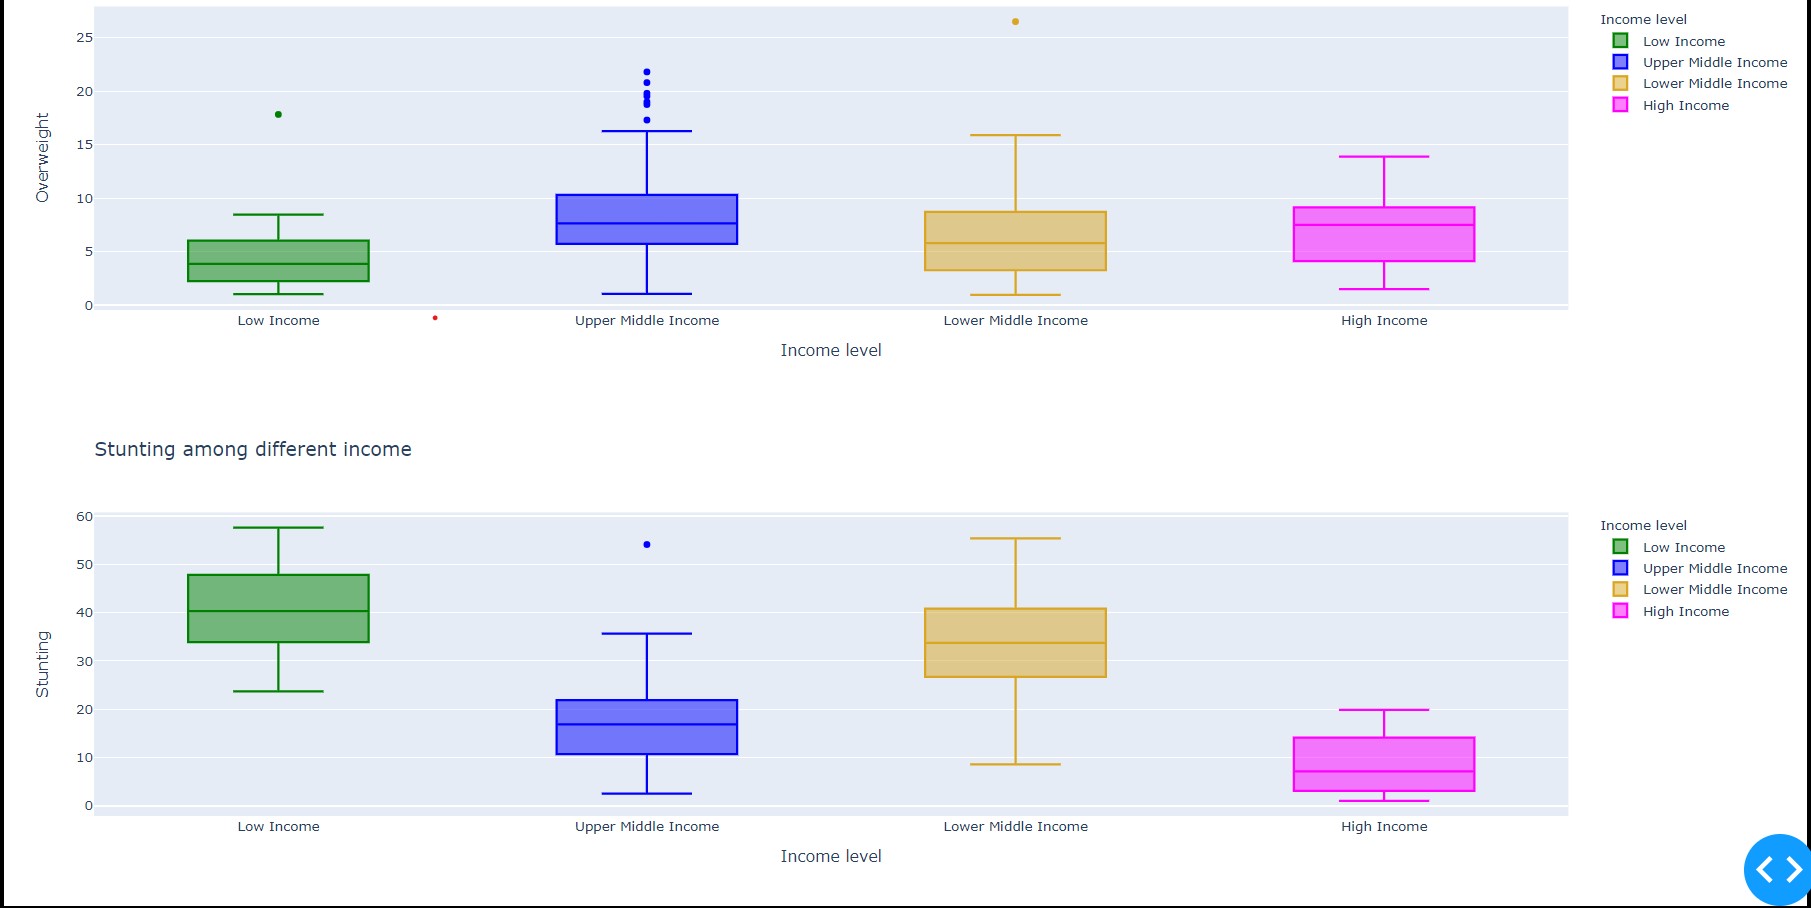 Income level
Low Income
Upper Middle Income
Lower Middle Income
High Income
Overweight
25
20
15
10
5
0
Low Income Upper Middle Income Lower Middle Income High Income
Income level
Stunting among different income
Income level
Low Income
Upper Middle Income
Lower Middle Income
High Income
Stunting
60
50
40
30
20
10
0
Low Income Upper Middle Income Lower Middle Income High Income
Income level